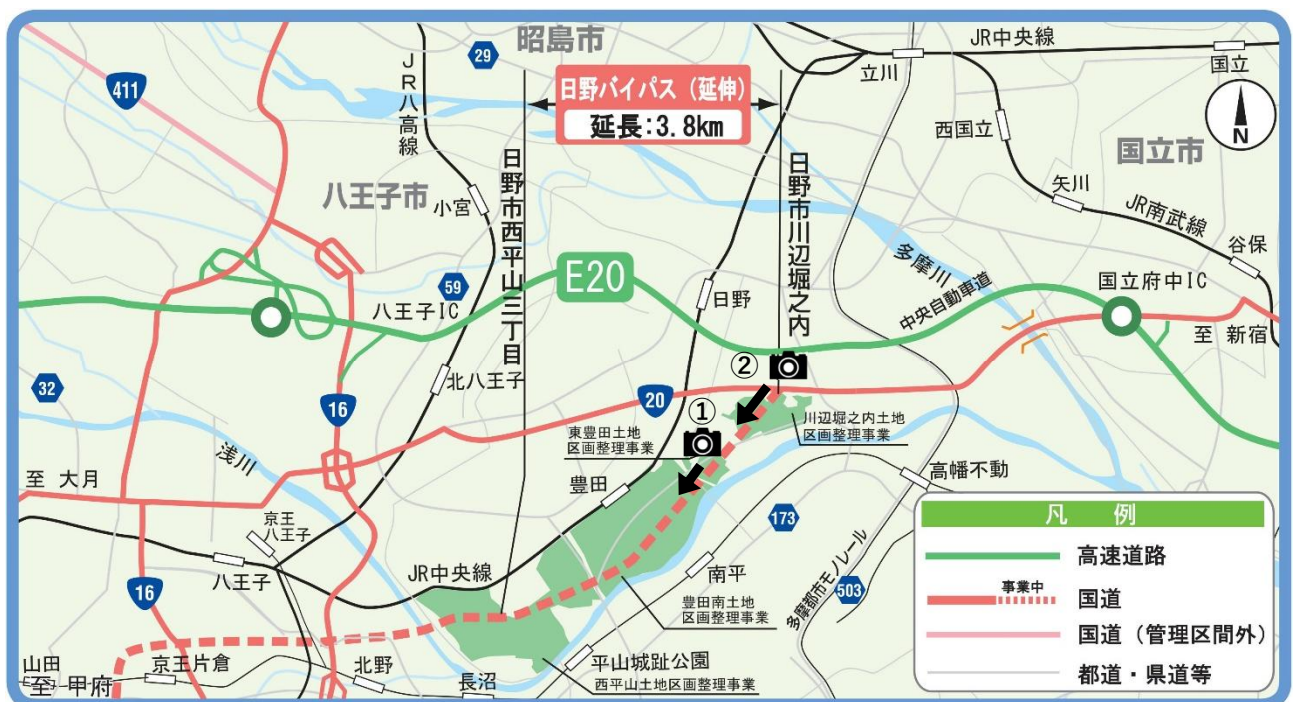 昭島市
JR中央線
29
411
JR八高線
日野バイパス（延伸）
延長：3.8km
立川
国立
N
西国立
国立市
八王子市
小宮
日野市西平山三丁目
日野市川辺堀之内
矢川
JR南武線
谷保
59
E20
日野
多摩川
中央自動車道
国立府中IC
至 新宿
八王子IC
②
32
16
北八王子
20
①
東豊田土地
区画整理事業
川辺堀之内土地
区画整理事業
浅川
至 大月
豊田
高幡不動
京王
八王子
173
凡 例
高速道路
事業中
国道
国道（管理区間外）
都道・県道等
八王子
JR中央線
南平
多摩都市モノレール
503
16
豊田南土地
区画整理事業
山田
京王片倉
北野
長沼
平山城趾公園
西平山土地区画整理事業
至 甲府